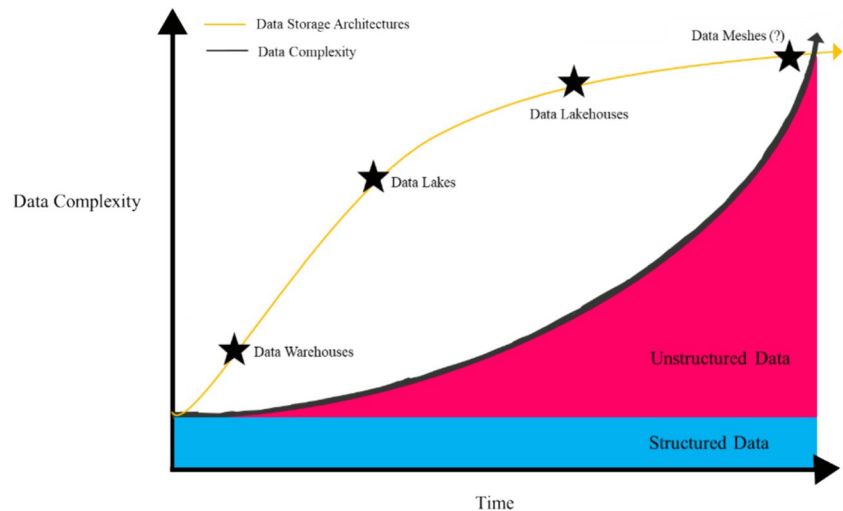 Data Storage Architectures
Data Complexity
Data Meshes (?)
Data Lakehouses
Data Lakes
Data Complexity
Data Warehouses
Unstructured Data
Structured Data
Time